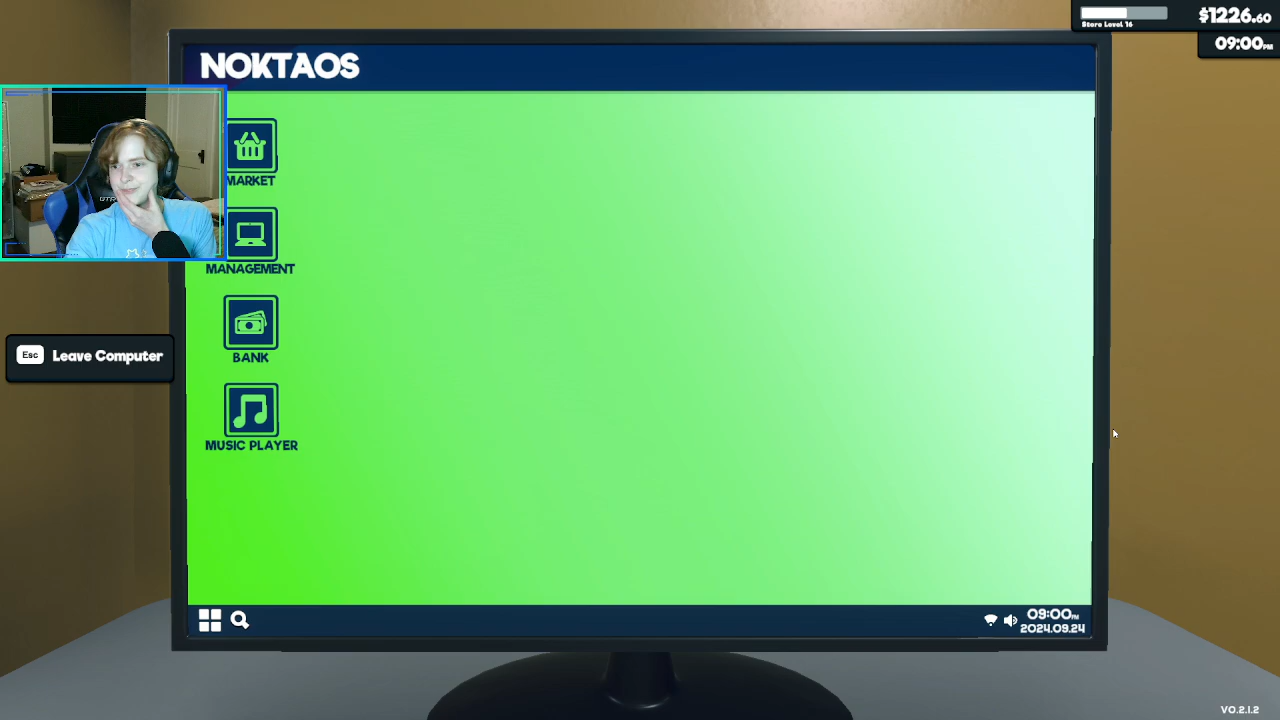 $1226.60
Store Level 16
09:00PM
NOKTAOS
MARKET
MANAGEMENT
BANK
MUSIC PLAYER
Esc Leave Computer
09:00PM
2024.09.24
V0.2.1.2